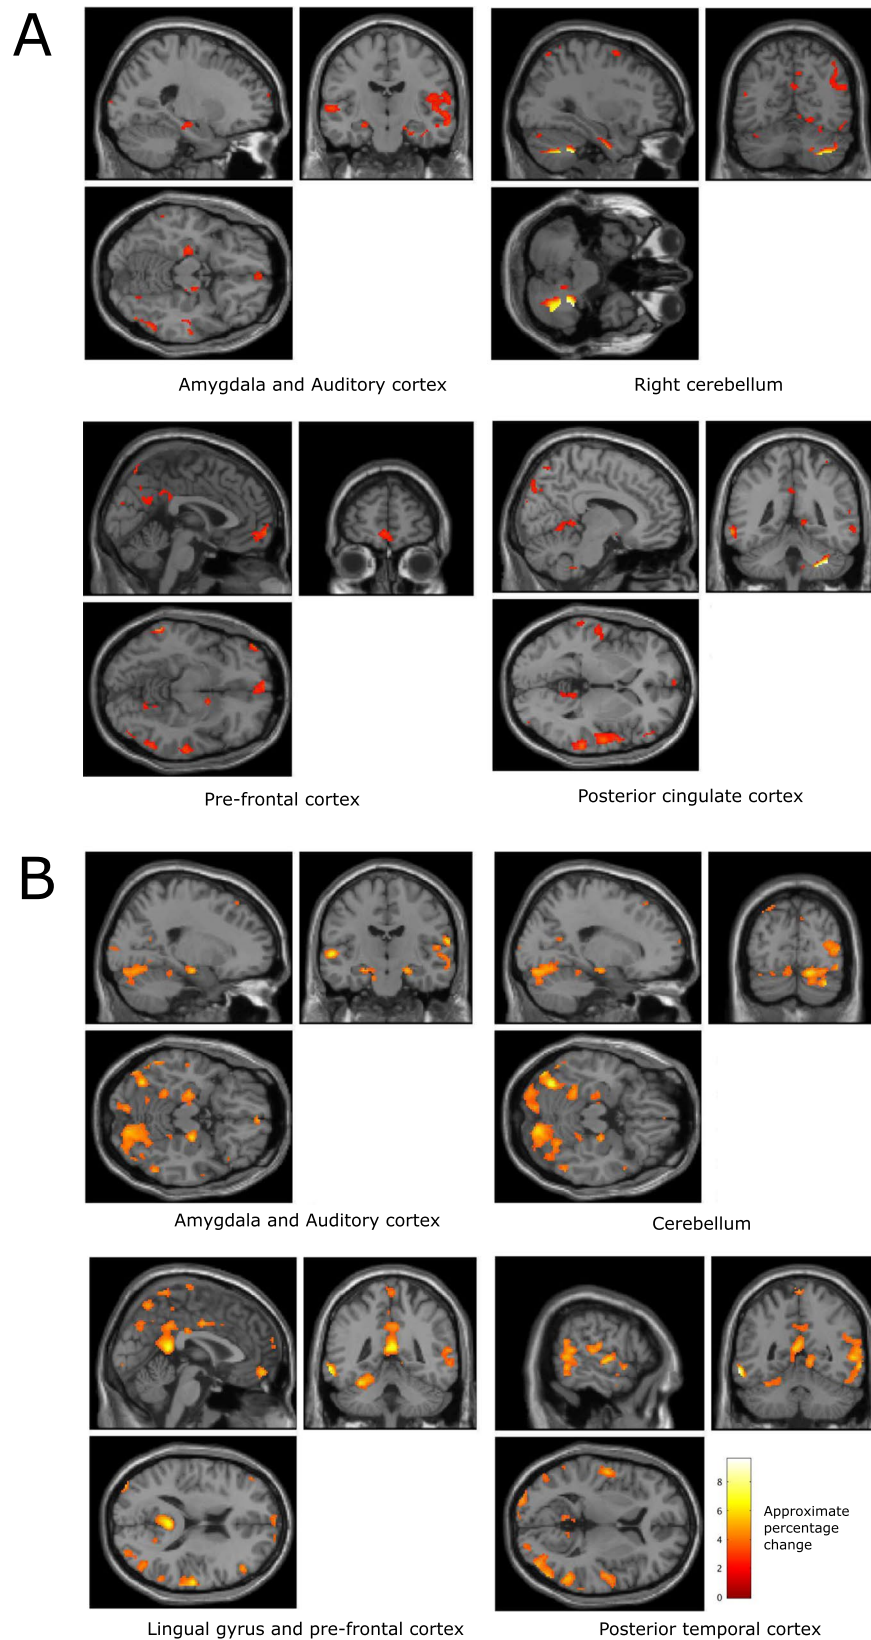 A
Amygdala and Auditory cortex
Right cerebellum
Pre-frontal cortex
Posterior cingulate cortex
B
Amygdala and Auditory cortex
Cerebellum
Lingual gyrus and pre-frontal cortex
8
6
4
2
0
Approximate
percentage
change
Posterior temporal cortex